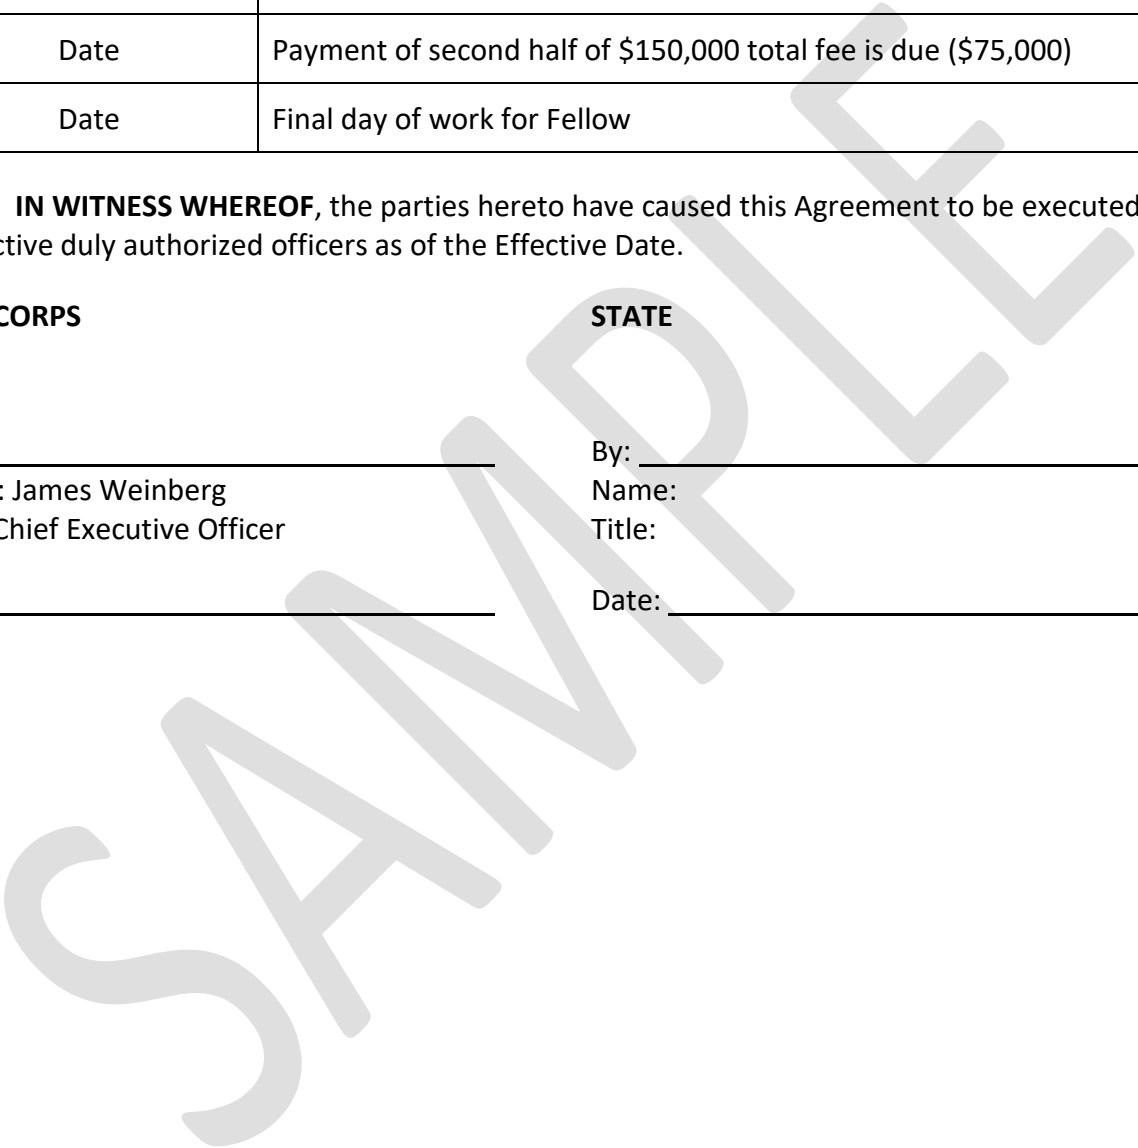 Date Payment of second half of $150,000 total fee is due ($75,000)
Date Final day of work for Fellow
IN WITNESS WHEREOF, the parties hereto have caused this Agreement to be executed
ctive duly authorized officers as of the Effective Date.
CORPS STATE
By:
: James Weinberg Name:
Chief Executive Officer Title:
Date:
SAMPLE